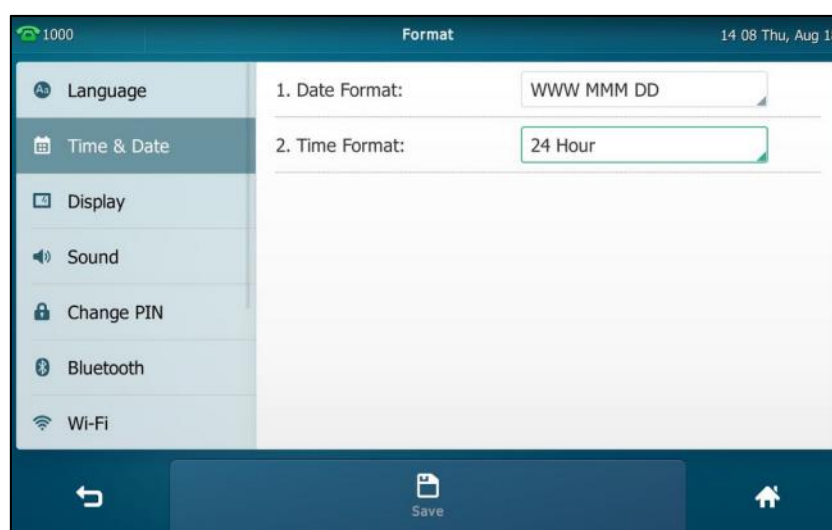 1000
Format
14 08 Thu, Aug
Language
1. Date Format:
WWW MMM DD
Time & Date
2. Time Format:
24 Hour
Display
Sound
Change PIN
Bluetooth
Wi-Fi
Save